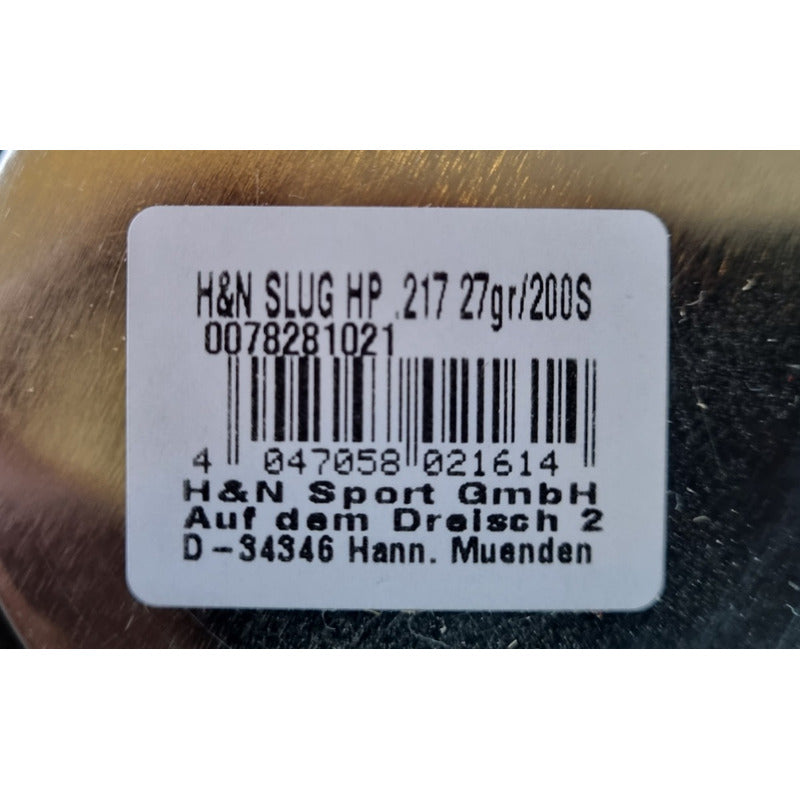 H&N SLUG HP .217 27gr/200S
0078281021
4 047058 021614
H&N Sport GmbH
Auf dem Dreisch 2
D-34346 Hann. Muenden